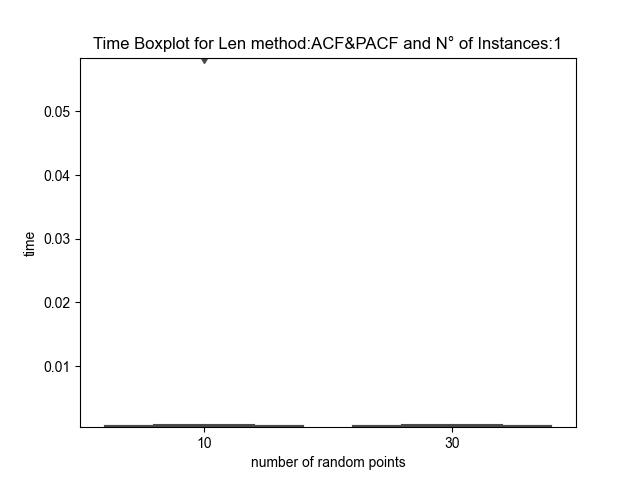 Time Boxplot for Len method:ACF&PACF and N° of Instances:1
0.05
0.04
0.03
0.02
0.01
time
10 30
number of random points